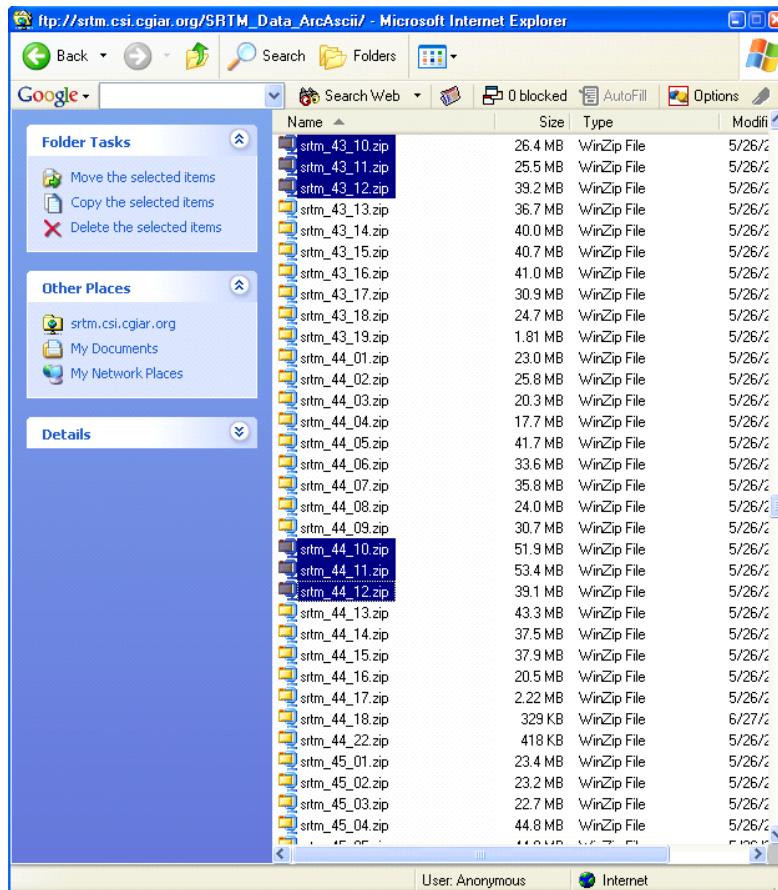 ftp://srtm.csi.cgiar.org/SRTM_Data_ArcAscii/ - Microsoft Internet Explorer
Back Search Folders
Google Search Web 0 blocked AutoFill Options
Name Size Type Modifi
Folder Tasks
Move the selected items
Copy the selected items
Delete the selected items
Other Places
srtm.csi.cgiar.org
My Documents
My Network Places
Details
srtm_43_10.zip 26.4 MB WinZip File 5/26/2
srtm_43_11.zip 25.5 MB WinZip File 5/26/2
srtm_43_12.zip 39.2 MB WinZip File 5/26/2
srtm_43_13.zip 36.7 MB WinZip File 5/26/2
srtm_43_14.zip 40.0 MB WinZip File 5/26/2
srtm_43_15.zip 40.7 MB WinZip File 5/26/2
srtm_43_16.zip 41.0 MB WinZip File 5/26/2
srtm_43_17.zip 30.9 MB WinZip File 5/26/2
srtm_43_18.zip 24.7 MB WinZip File 5/26/2
srtm_43_19.zip 1.81 MB WinZip File 5/26/2
srtm_44_01.zip 23.0 MB WinZip File 5/26/2
srtm_44_02.zip 25.8 MB WinZip File 5/26/2
srtm_44_03.zip 20.3 MB WinZip File 5/26/2
srtm_44_04.zip 17.7 MB WinZip File 5/26/2
srtm_44_05.zip 41.7 MB WinZip File 5/26/2
srtm_44_06.zip 33.6 MB WinZip File 5/26/2
srtm_44_07.zip 35.8 MB WinZip File 5/26/2
srtm_44_08.zip 24.0 MB WinZip File 5/26/2
srtm_44_09.zip 30.7 MB WinZip File 5/26/2
srtm_44_10.zip 51.9 MB WinZip File 5/26/2
srtm_44_11.zip 53.4 MB WinZip File 5/26/2
srtm_44_12.zip 39.1 MB WinZip File 5/26/2
srtm_44_13.zip 43.3 MB WinZip File 5/26/2
srtm_44_14.zip 37.5 MB WinZip File 5/26/2
srtm_44_15.zip 37.9 MB WinZip File 5/26/2
srtm_44_16.zip 20.5 MB WinZip File 5/26/2
srtm_44_17.zip 2.22 MB WinZip File 5/26/2
srtm_44_18.zip 329 KB WinZip File 6/27/2
srtm_44_22.zip 418 KB WinZip File 5/26/2
srtm_45_01.zip 23.4 MB WinZip File 5/26/2
srtm_45_02.zip 23.2 MB WinZip File 5/26/2
srtm_45_03.zip 22.7 MB WinZip File 5/26/2
srtm_45_04.zip 44.8 MB WinZip File 5/26/2
User: Anonymous Internet